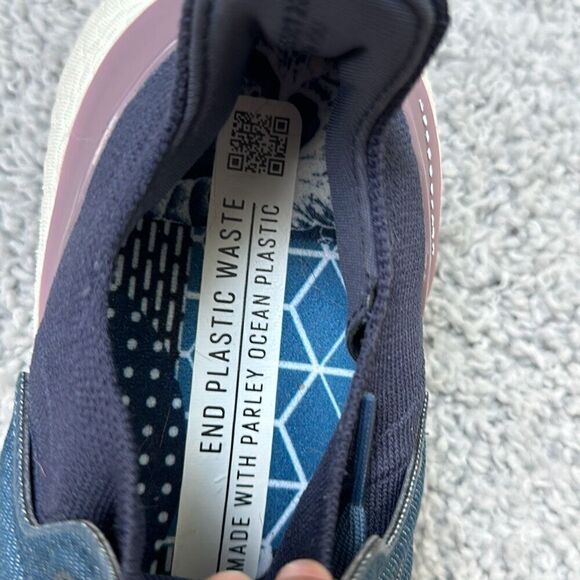 END PLASTIC WASTE
MADE WITH PARLEY OCEAN PLASTIC